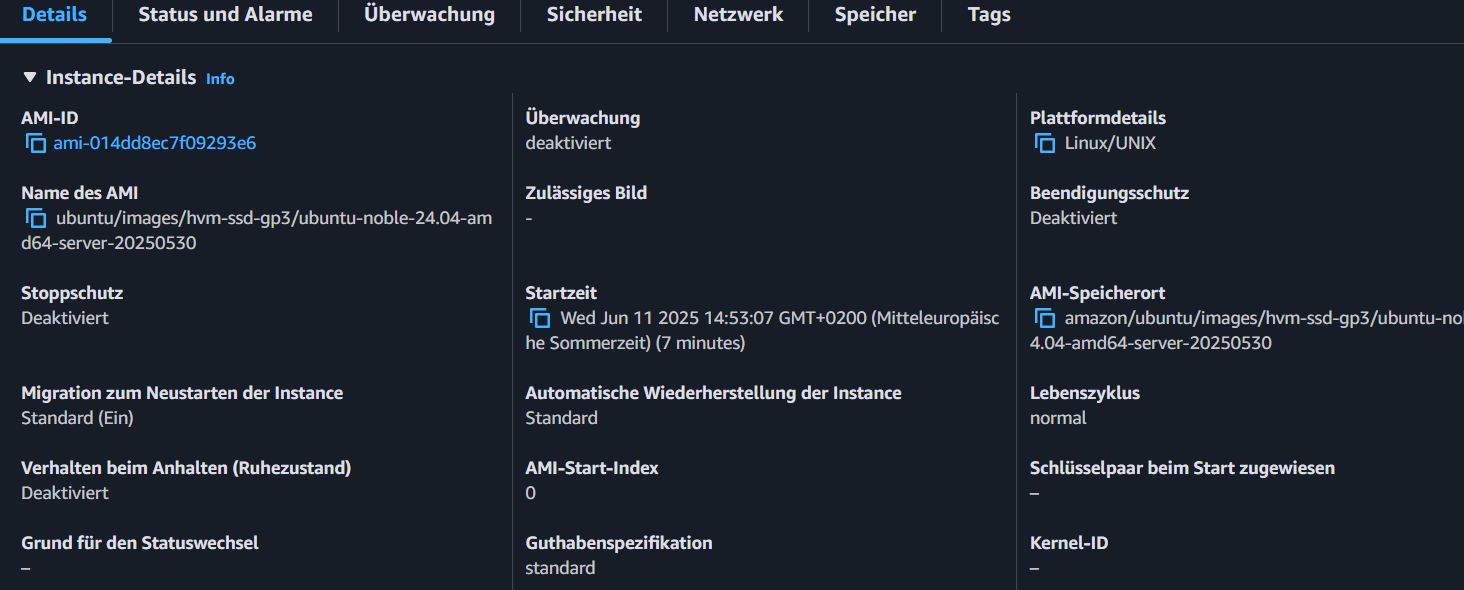 Details Status und Alarme Überwachung Sicherheit Netzwerk Speicher Tags
Instance-Details Info
AMI-ID
ami-014dd8ec7f09293e6
Überwachung
deaktiviert
Plattformdetails
Linux/UNIX
Name des AMI
ubuntu/images/hvm-ssd-gp3/ubuntu-noble-24.04-am
d64-server-20250530
Zulässiges Bild
-
Beendigungsschutz
Deaktiviert
Stoppschutz
Deaktiviert
Startzeit
Wed Jun 11 2025 14:53:07 GMT+0200 (Mitteleuropäisc
he Sommerzeit) (7 minutes)
AMI-Speicherort
amazon/ubuntu/images/hvm-ssd-gp3/ubuntu-no
4.04-amd64-server-20250530
Migration zum Neustarten der Instance
Standard (Ein)
Automatische Wiederherstellung der Instance
Standard
Lebenszyklus
normal
Verhalten beim Anhalten (Ruhezustand)
Deaktiviert
AMI-Start-Index
0
Schlüsselpaar beim Start zugewiesen
–
Grund für den Statuswechsel
–
Guthabenspezifikation
standard
Kernel-ID
–